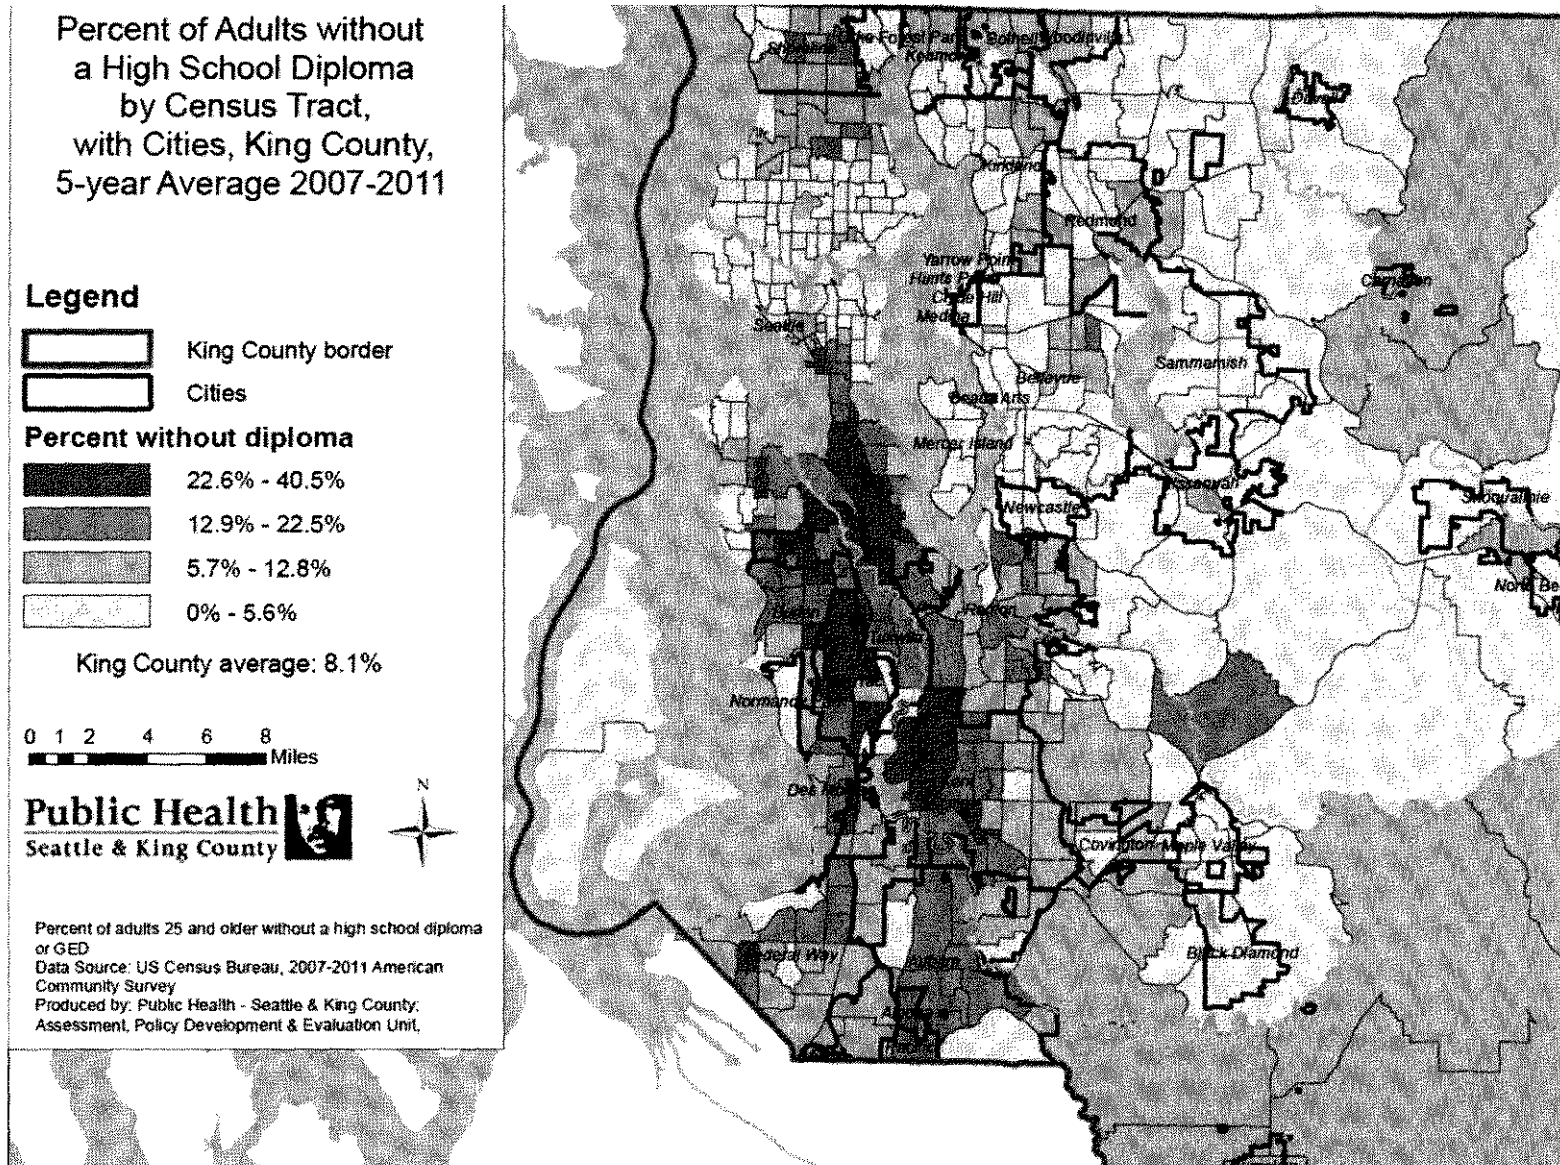 Percent of Adults without
a High School Diploma
by Census Tract,
with Cities, King County,
5-year Average 2007-2011
Legend
King County border
Cities
Percent without diploma
22.6% - 40.5%
12.9% - 22.5%
5.7% - 12.8%
0% - 5.6%
King County average: 8.1%
0 1 2 4 6 8
Miles
Public Health
Seattle & King County
N
Percent of adults 25 and older without a high school diploma
or GED
Data Source: US Census Bureau, 2007-2011 American
Community Survey
Produced by: Public Health - Seattle & King County;
Assessment, Policy Development & Evaluation Unit,
Shoreline
Forest Par
Bothell
Kenmore
Duvall
Kirkland
Redmond
Yarrow Point
Hunts Point
Clyde Hill
Medina
Carnation
Seattle
Sammamish
Bellevue
Beaux Arts
Mercer Island
Issaquah
Newcastle
Snoqualmie
North Be
Burien
Renton
Tukwila
Normandy
Covington
Maple Valley
Black Diamond
Federal Way
Auburn